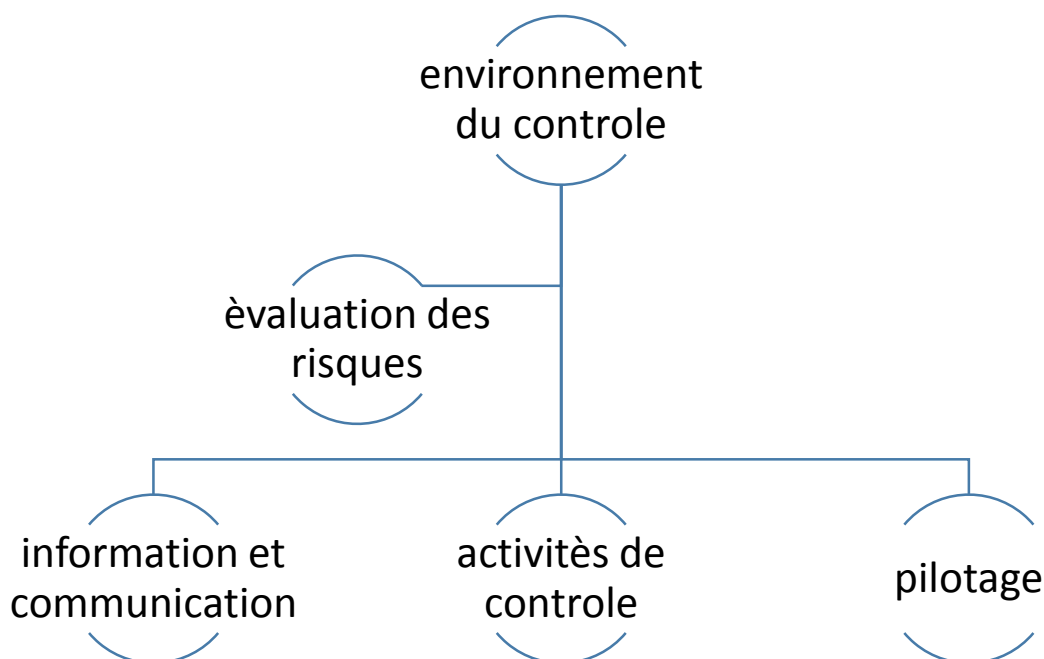 environnement
du controle
èvaluation des
risques
information et
communication
activitès de
controle
pilotage